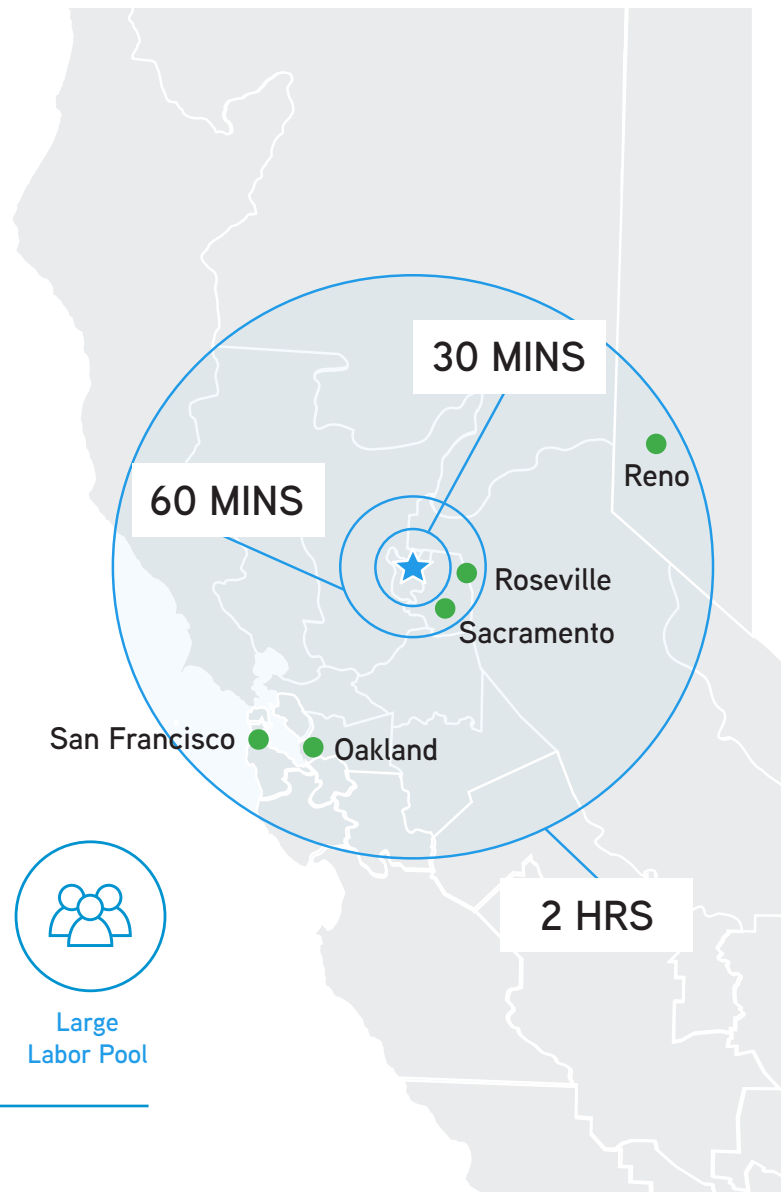 30 MINS
60 MINS
Reno
Roseville
Sacramento
San Francisco
Oakland
2 HRS
Large
Labor Pool